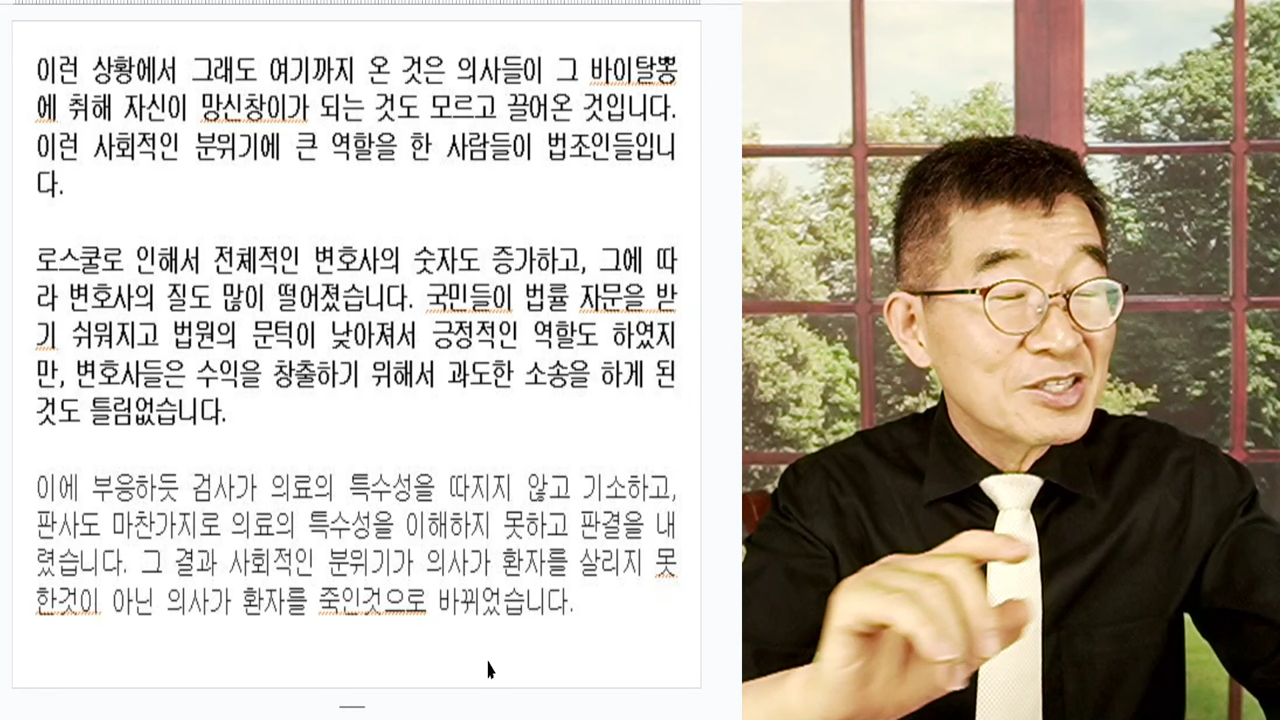 이런 상황에서 그래도 여기까지 온 것은 의사들이 그 바이탈뽕
에 취해 자신이 망신창이가 되는 것도 모르고 끌어온 것입니다.
이런 사회적인 분위기에 큰 역할을 한 사람들이 법조인들입니
다.
로스쿨로 인해서 전체적인 변호사의 숫자도 증가하고, 그에 따
라 변호사의 질도 많이 떨어졌습니다. 국민들이 법률 자문을 받
기 쉬워지고 법원의 문턱이 낮아져서 긍정적인 역할도 하였지
만, 변호사들은 수익을 창출하기 위해서 과도한 소송을 하게 된
것도 틀림없습니다.
이에 부응하듯 검사가 의료의 특수성을 따지지 않고 기소하고,
판사도 마찬가지로 의료의 특수성을 이해하지 못하고 판결을 내
렸습니다. 그 결과 사회적인 분위기가 의사가 환자를 살리지 못
한것이 아닌 의사가 환자를 죽인것으로 바뀌었습니다.